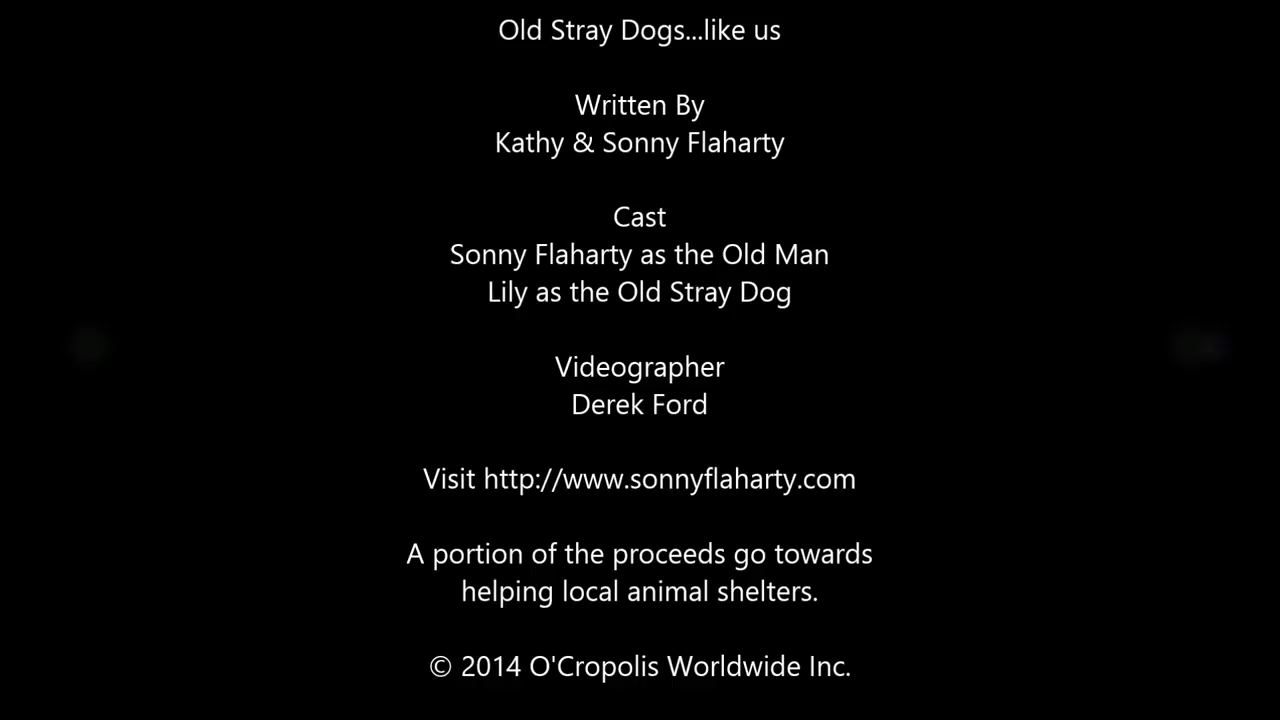 Old Stray Dogs...like us
Written By
Kathy & Sonny Flaharty
Cast
Sonny Flaharty as the Old Man
Lily as the Old Stray Dog
Videographer
Derek Ford
Visit http://www.sonnyflaharty.com
A portion of the proceeds go towards
helping local animal shelters.
© 2014 O'Cropolis Worldwide Inc.